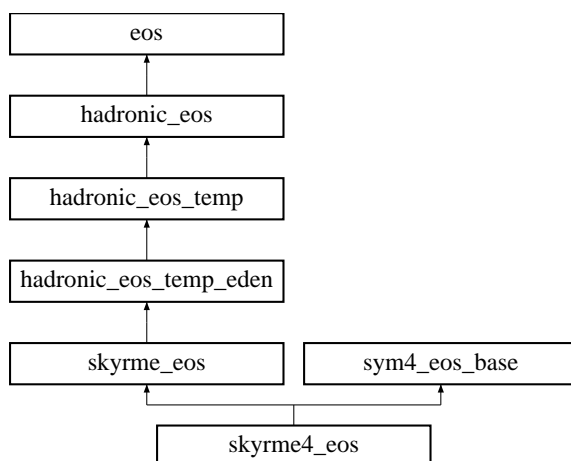 eos
hadronic_eos
hadronic_eos_temp
hadronic_eos_temp_eden
skyrme_eos
sym4_eos_base
skyrme4_eos